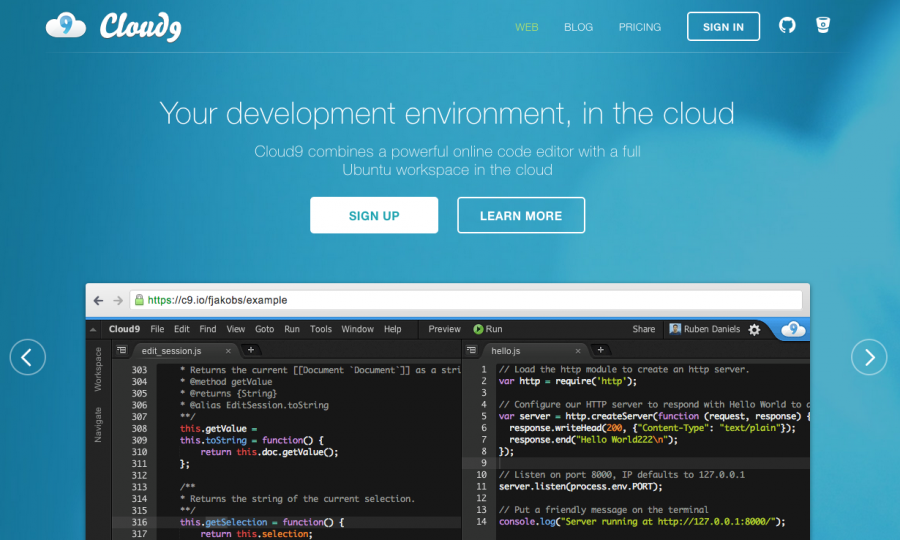 9 Cloud9 WEB BLOG PRICING SIGN IN
Your development environment, in the cloud
Cloud9 combines a powerful online code editor with a full
Ubuntu workspace in the cloud
SIGN UP LEARN MORE
https://c9.io/fjakobs/example
Cloud9 File Edit Find View Goto Run Tools Window Help Preview Run Share Ruben Daniels 9
Workspace
Navigate
edit_session.js × +
303 * Returns the current [[Document `Document`]] as a stri
304 * @method getValue
305 * @returns {String}
306 * @alias EditSession.toString
307 **/
308 this.getValue =
309 this.toString = function() {
310 return this.doc.getValue();
311 };
312
313 /**
314 * Returns the string of the current selection.
315 **/
316 this.getSelection = function() {
317 return this.selection;
hello.js × +
1 // Load the http module to create an http server.
2 var http = require('http');
3
4 // Configure our HTTP server to respond with Hello World to
5 var server = http.createServer(function (request, response) {
6 response.writeHead(200, {"Content-Type": "text/plain"});
7 response.end("Hello World222\n");
8 });
9
10 // Listen on port 8000, IP defaults to 127.0.0.1
11 server.listen(process.env.PORT);
12
13 // Put a friendly message on the terminal
14 console.log("Server running at http://127.0.0.1:8000/");